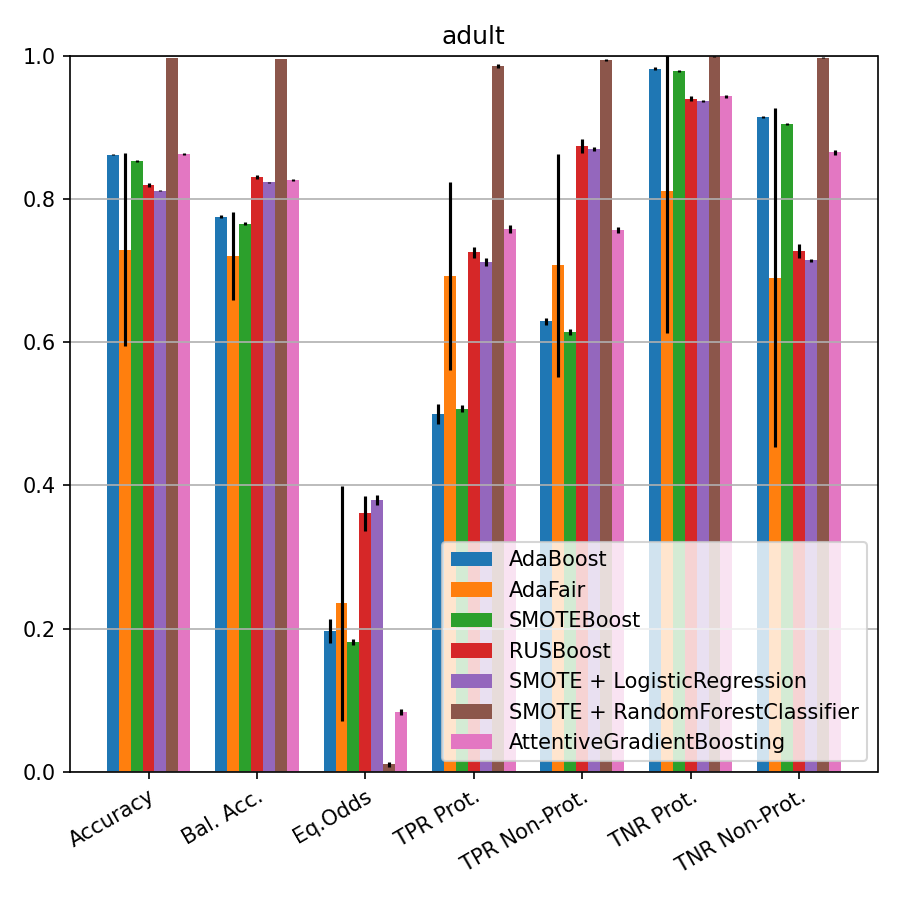 adult
1.0
0.8
0.6
0.4
0.2
0.0
AdaBoost
AdaFair
SMOTEBoost
RUSBoost
SMOTE + LogisticRegression
SMOTE + RandomForestClassifier
AttentiveGradientBoosting
Accuracy
Bal. Acc.
Eq.Odds
TPR Prot.
TPR Non-Prot.
TNR Prot.
TNR Non-Prot.